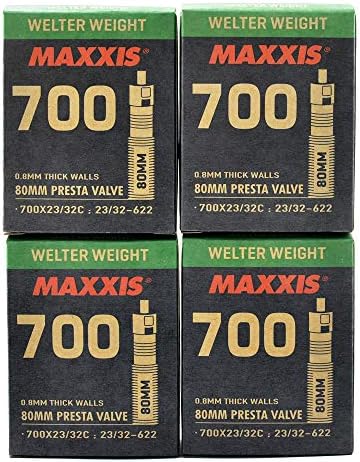 WELTER WEIGHT
MAXXIS®
700
80MM
0.8MM THICK WALLS
80MM PRESTA VALVE
·700X23/32C ; 23/32-622
WELTER WEIGHT
MAXXIS®
700
80MM
0.8MM THICK WALLS
80MM PRESTA VALVE
·700X23/32C ; 23/32-622
WELTER WEIGHT
MAXXIS®
700
80MM
0.8MM THICK WALLS
80MM PRESTA VALVE
·700X23/32C ; 23/32-622
WELTER WEIGHT
MAXXIS®
700
80MM
0.8MM THICK WALLS
80MM PRESTA VALVE
·700X23/32C ; 23/32-622